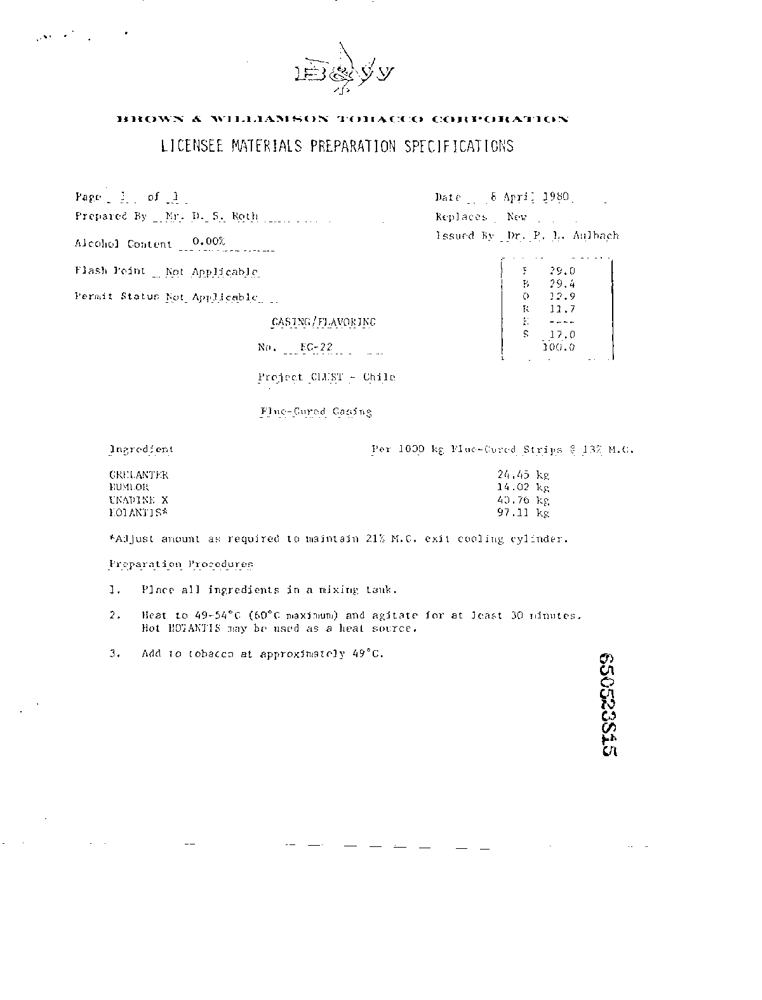 B&W
BROWN & WILLIAMSON TOBACCO CORPORATION
LICENSEE MATERIALS PREPARATION SPECIFICATIONS
Page 1 of 1
Date 8 April 1980
Prepared By Mr. D. S. Roth
Replaces New
Issued By Dr. P. L. Aulbach
Alcohol Content 0.00%
Flash Point Not Applicable
Permit Status Not Applicable
F 29.0
B 29.4
O 12.9
R 11.7
E ----
S 17.0
100.0
CASING/FLAVORING
No. EC-22
Project CLEST - Chile
Flue-Cured Casing
Ingredient Per 1000 kg Flue-Cured Strips @ 13% M.C.
GRELANTER 24.45 kg
HUMLOR 14.02 kg
UNADINE X 40.76 kg
97.11 kg
*Adjust amount as required to maintain 21% M.C. exit cooling cylinder.
Preparation Procedures
1. Place all ingredients in a mixing tank.
2. Heat to 49-54°C (60°C maximum) and agitate for at least 30 minutes.
Hot may be used as a heat source.
3. Add to tobacco at approximately 49°C.